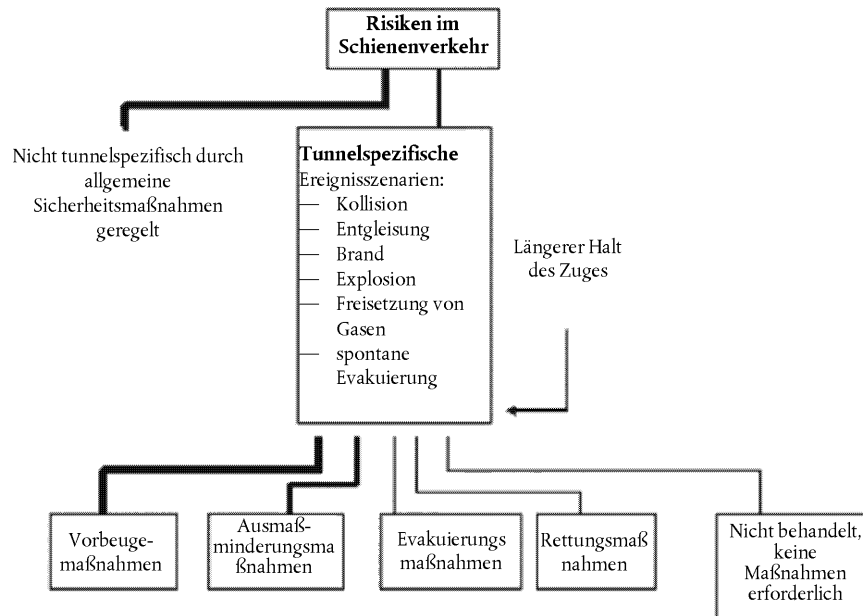 Risiken im
Schienenverkehr
Nicht tunnelspezifisch durch
allgemeine
Sicherheitsmaßnahmen
geregelt
Tunnelspezifische
Ereignisszenarien:
— Kollision
— Entgleisung
— Brand
— Explosion
— Freisetzung von
Gasen
— spontane
Evakuierung
Längerer Halt
des Zuges
Vorbeuge-
maßnahmen
Ausmaß-
minderungsma
ßnahmen
Evakuierungs
maßnahmen
Rettungsmaß
nahmen
Nicht behandelt,
keine
Maßnahmen
erforderlich